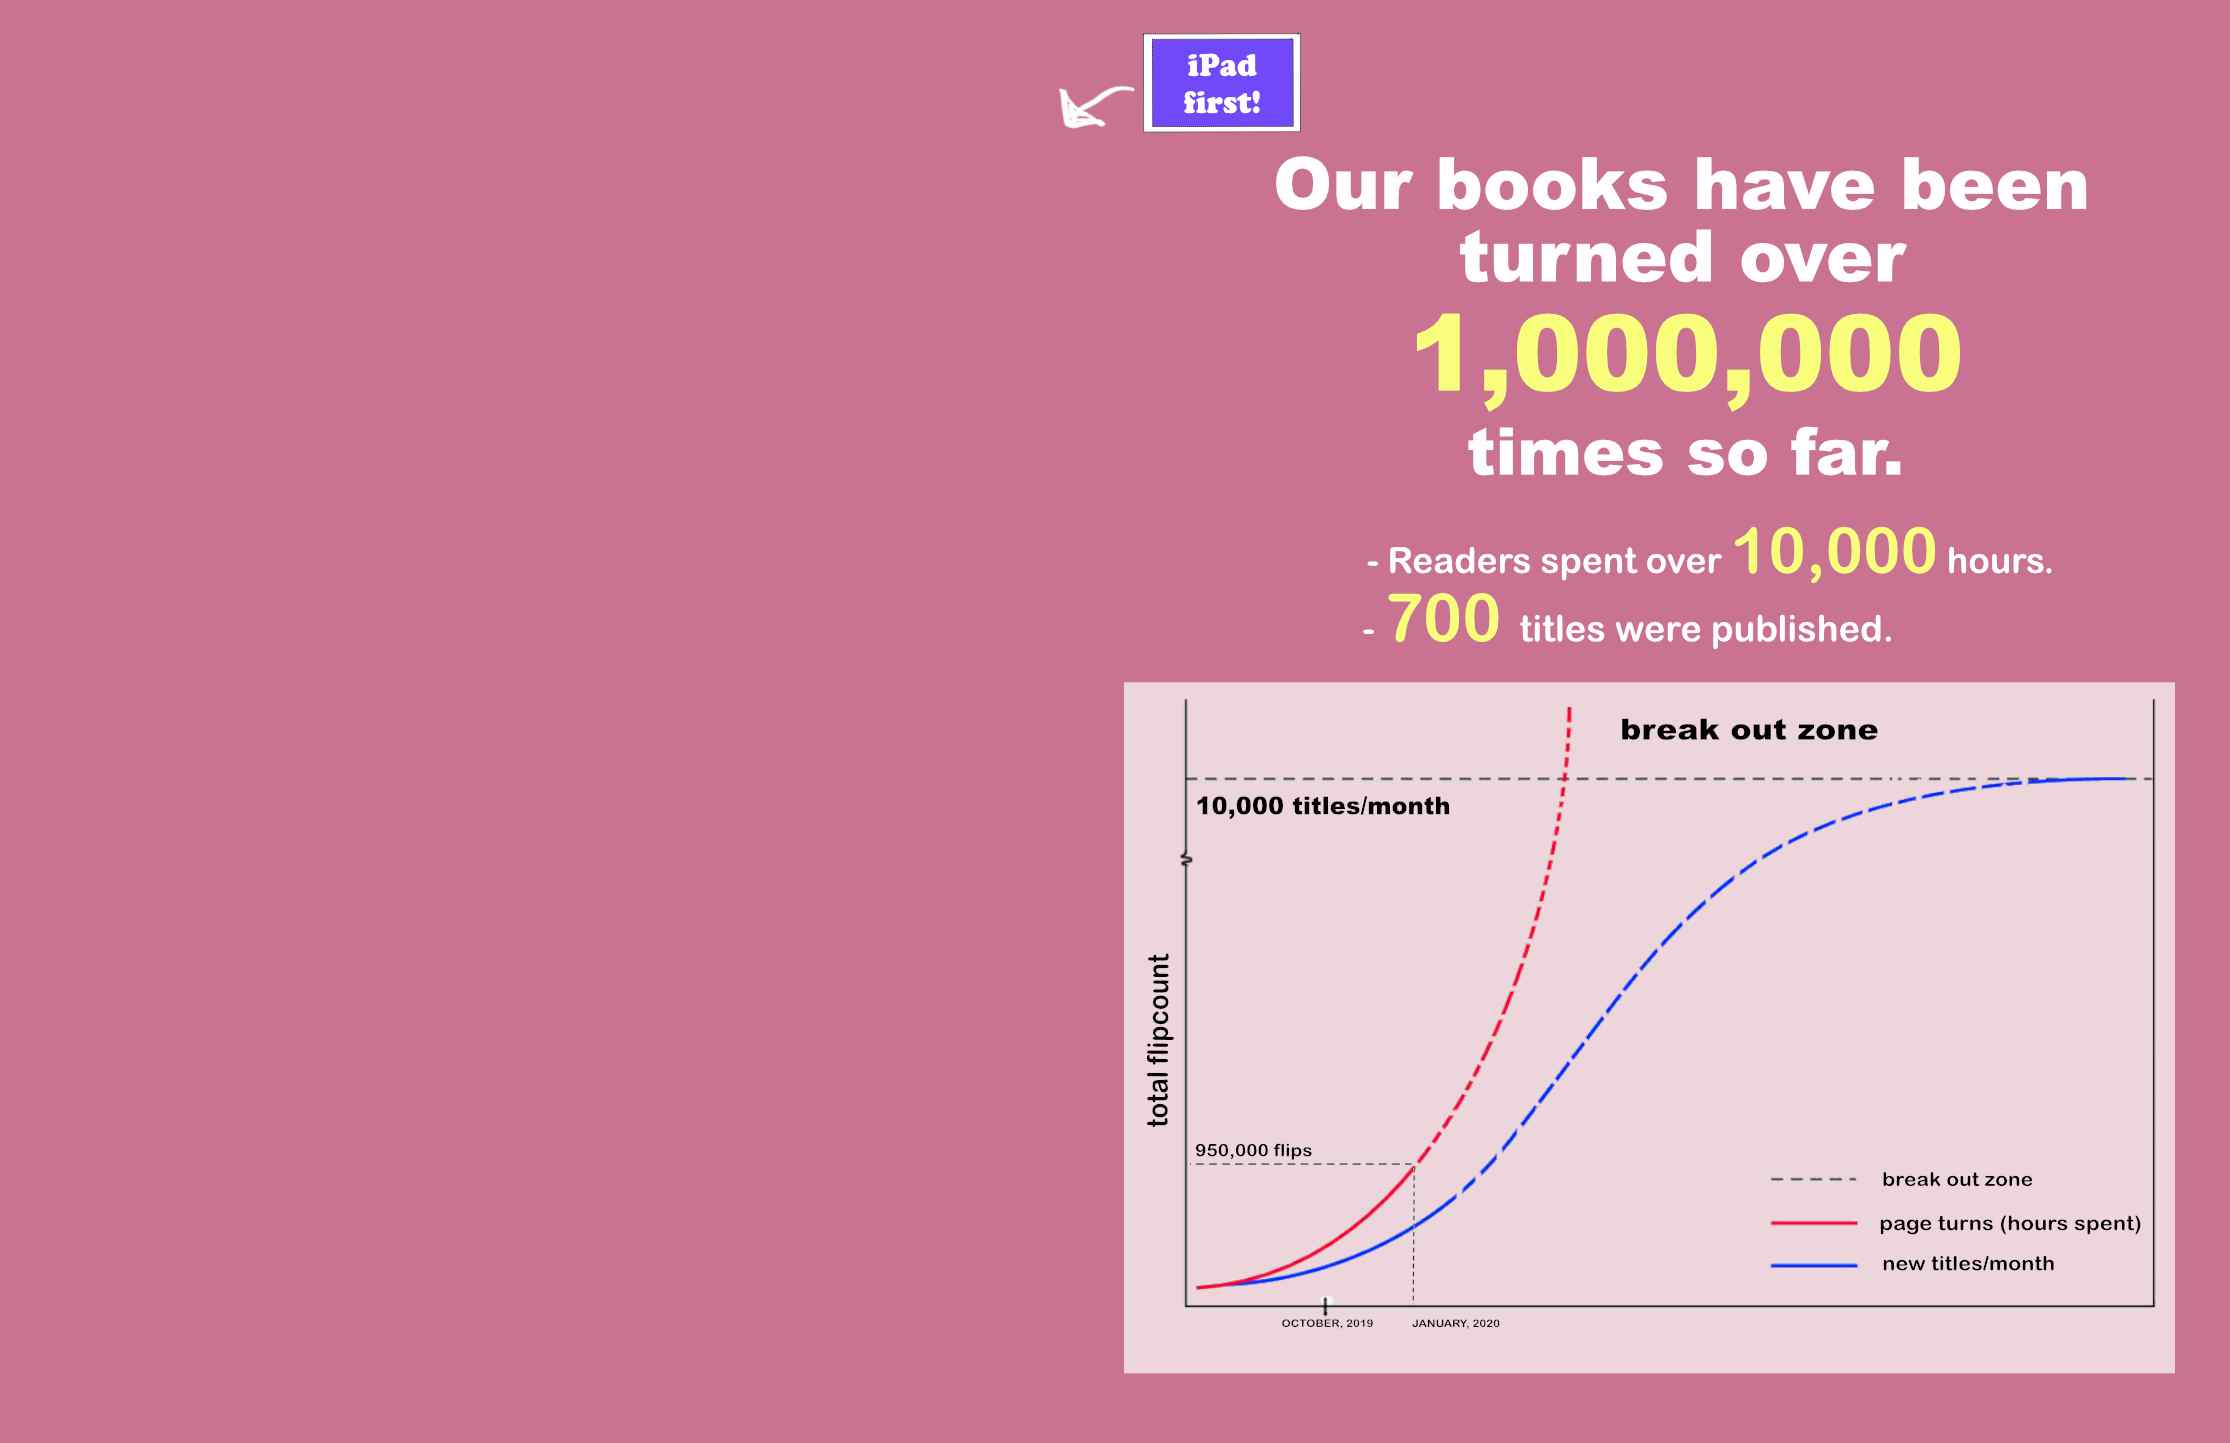 iPad
first!
Our books have been
turned over
1,000,000
times so far.
- Readers spent over 10,000 hours.
- 700 titles were published.
break out zone
10,000 titles/month
total flipcount
950,000 flips
break out zone
page turns (hours spent)
new titles/month
OCTOBER, 2019 JANUARY, 2020